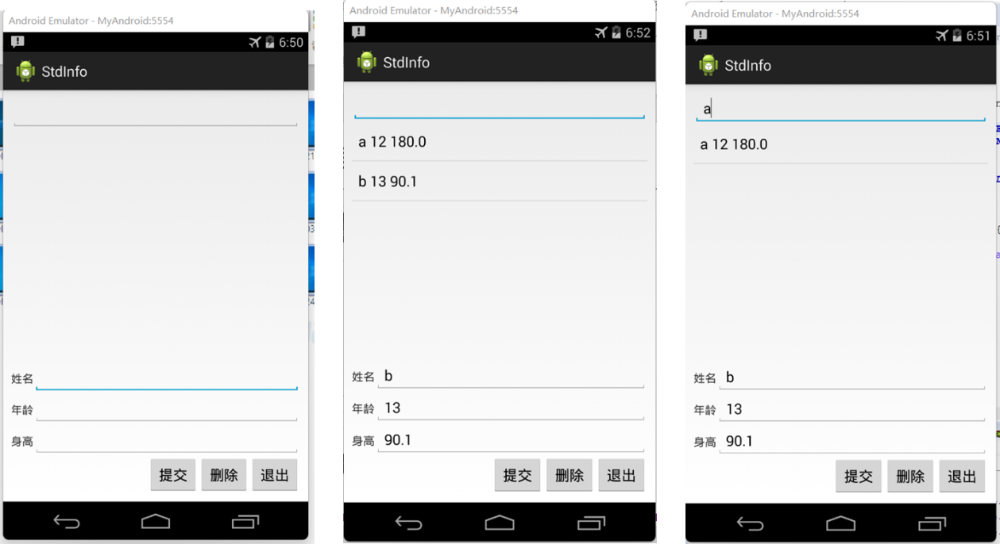 Android Emulator - MyAndroid:5554
6:50
StdInfo
姓名
年龄
身高
提交 删除 退出
Android Emulator - MyAndroid:5554
6:52
StdInfo
a 12 180.0
b 13 90.1
姓名 b
年龄 13
身高 90.1
提交 删除 退出
Android Emulator - MyAndroid:5554
6:51
StdInfo
a
a 12 180.0
姓名 b
年龄 13
身高 90.1
提交 删除 退出